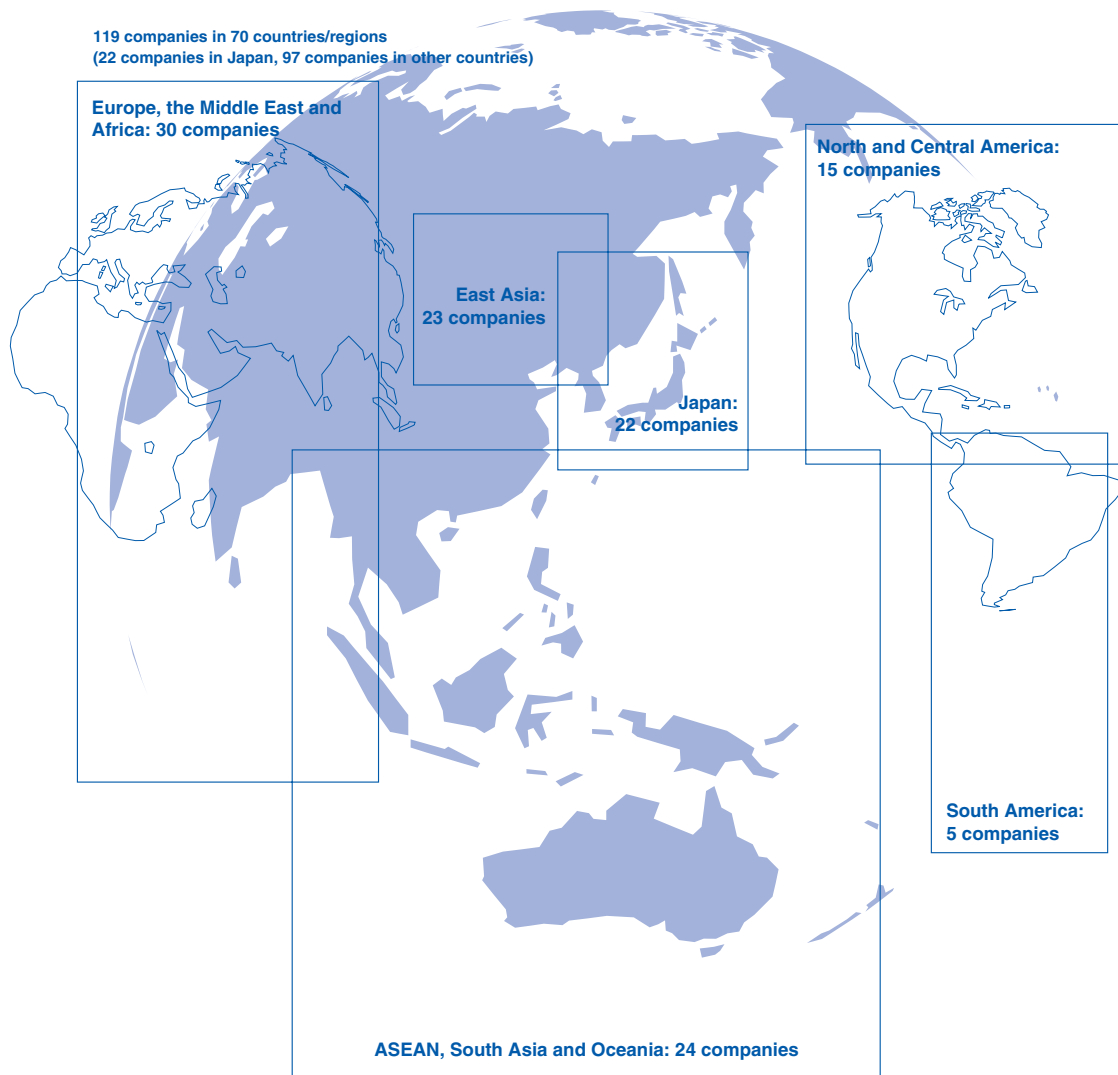 119 companies in 70 countries/regions
(22 companies in Japan, 97 companies in other countries)
Europe, the Middle East and
Africa: 30 companies
North and Central America:
15 companies
East Asia:
23 companies
Japan:
22 companies
South America:
5 companies
ASEAN, South Asia and Oceania: 24 companies